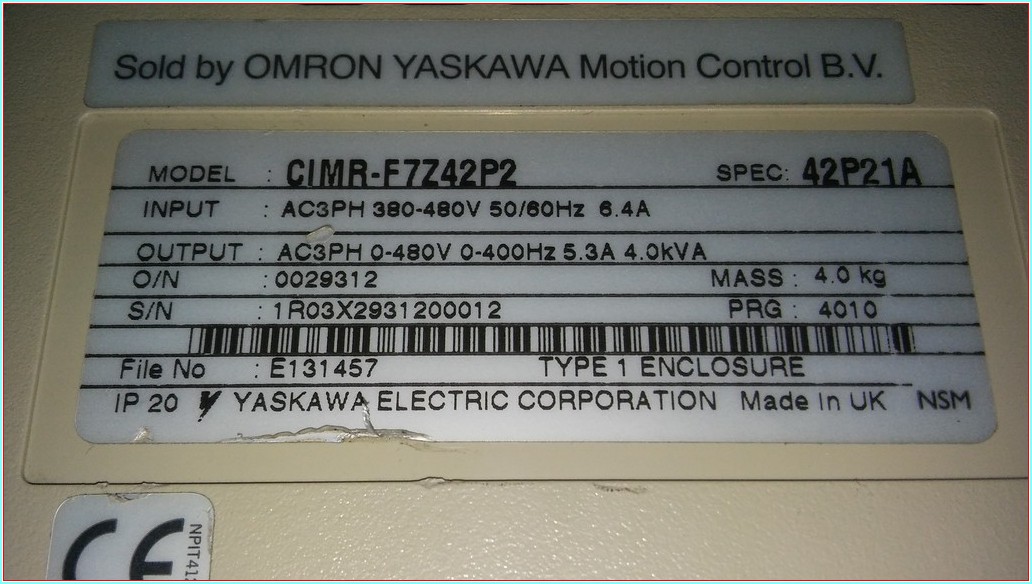 Sold by OMRON YASKAWA Motion Control B.V.
MODEL : CIMR-F7Z42P2 SPEC: 42P21A
INPUT : AC3PH 380-480V 50/60Hz 6.4A
OUTPUT : AC3PH 0-480V 0-400Hz 5.3A 4.0kVA
O/N : 0029312 MASS : 4.0 kg
S/N : 1R03X2931200012 PRG : 4010
File No : E131457 TYPE 1 ENCLOSURE
IP 20 YASKAWA ELECTRIC CORPORATION Made in UK NSM
CE